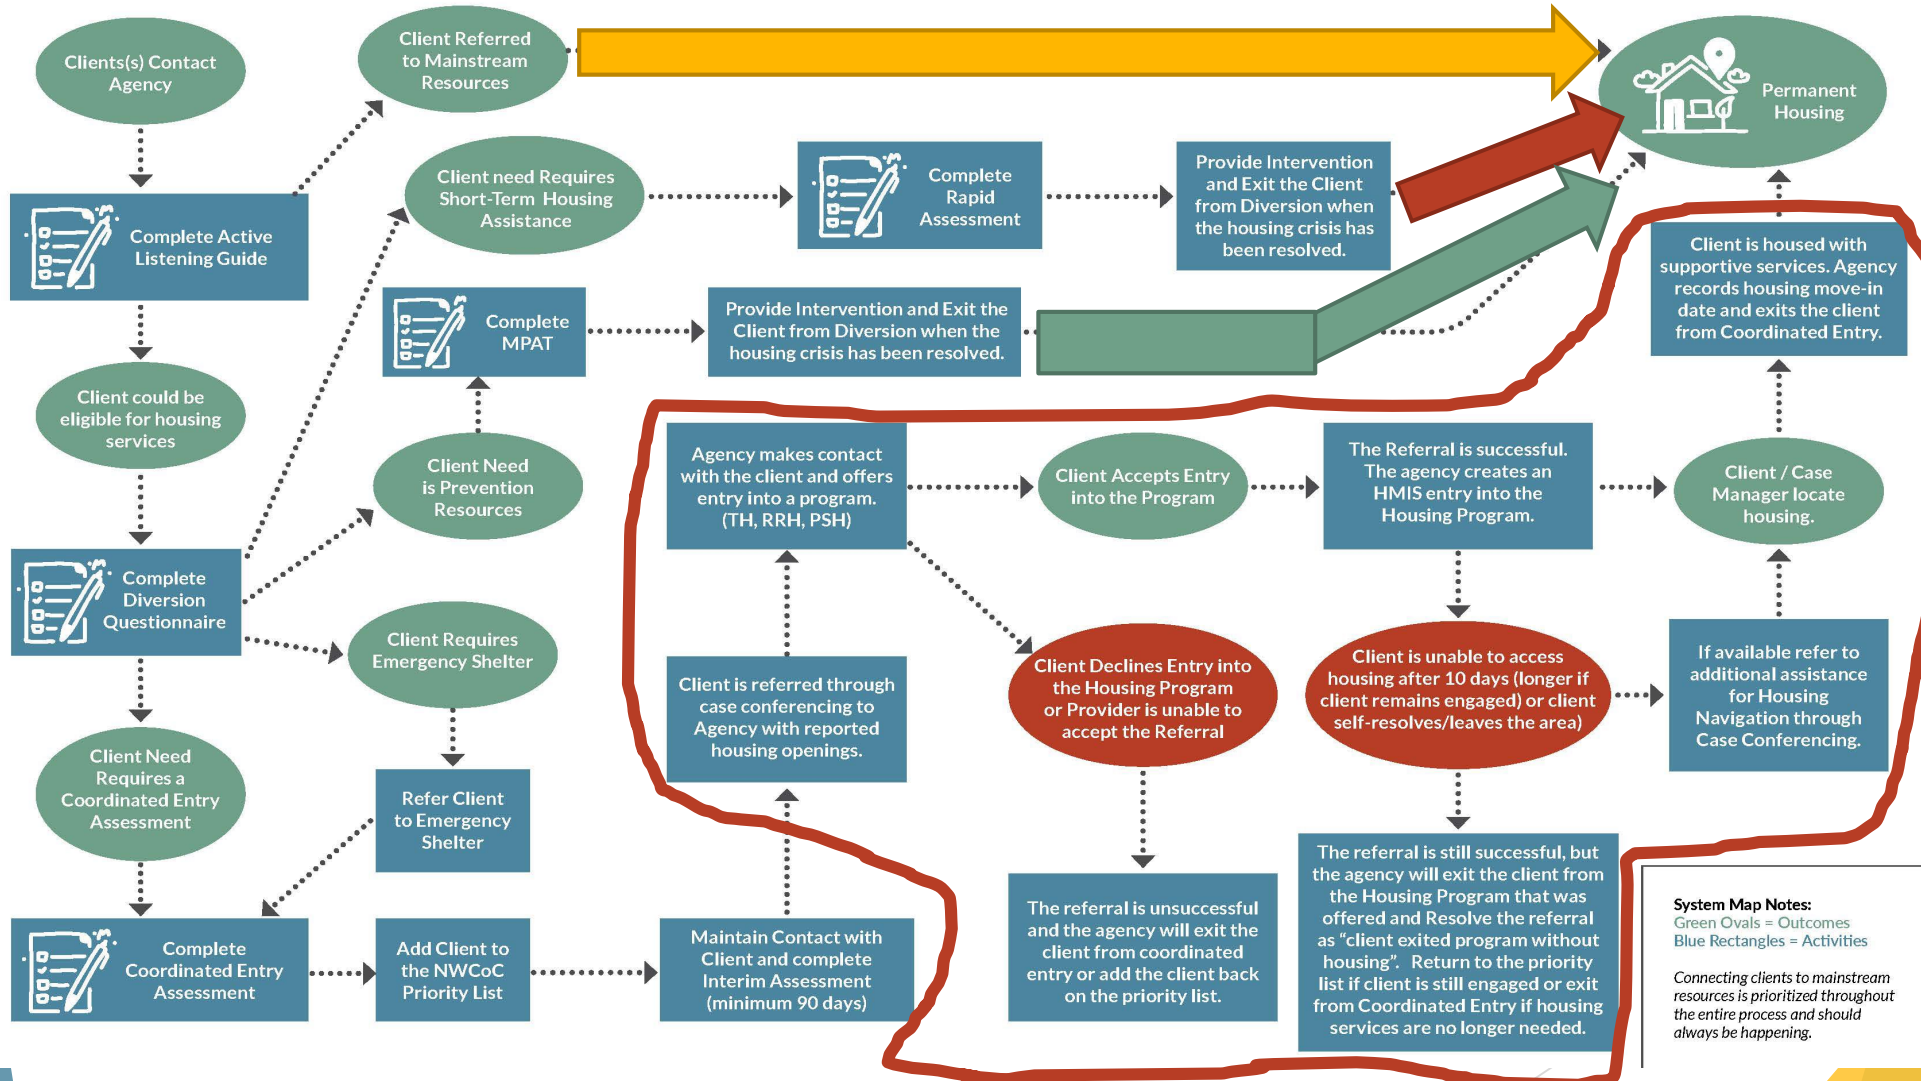 Clients(s) Contact
Agency
Client Referred
to Mainstream
Resources
Permanent
Housing
Complete Active
Listening Guide
Client need Requires
Short-Term Housing
Assistance
Complete
Rapid
Assessment
Provide Intervention
and Exit the Client
from Diversion when
the housing crisis has
been resolved.
Client is housed with
supportive services. Agency
records housing move-in
date and exits the client
from Coordinated Entry.
Complete
MPAT
Provide Intervention and Exit the
Client from Diversion when the
housing crisis has been resolved.
Client could be
eligible for housing
services
Client Need
is Prevention
Resources
Agency makes contact
with the client and offers
entry into a program.
(TH, RRH, PSH)
Client Accepts Entry
into the Program
The Referral is successful.
The agency creates an
HMIS entry into the
Housing Program.
Client / Case
Manager locate
housing.
Complete
Diversion
Questionnaire
Client Requires
Emergency Shelter
Client is referred through
case conferencing to
Agency with reported
housing openings.
Client Declines Entry into
the Housing Program
or Provider is unable to
accept the Referral
Client is unable to access
housing after 10 days (longer if
client remains engaged) or client
self-resolves/leaves the area)
If available refer to
additional assistance
for Housing
Navigation through
Case Conferencing.
Client Need
Requires a
Coordinated Entry
Assessment
Refer Client
to Emergency
Shelter
Complete
Coordinated Entry
Assessment
Add Client to
the NWCoC
Priority List
Maintain Contact with
Client and complete
Interim Assessment
(minimum 90 days)
The referral is unsuccessful
and the agency will exit the
client from coordinated
entry or add the client back
on the priority list.
The referral is still successful, but
the agency will exit the client from
the Housing Program that was
offered and Resolve the referral
as “client exited program without
housing”. Return to the priority
list if client is still engaged or exit
from Coordinated Entry if housing
services are no longer needed.
System Map Notes:
Green Ovals = Outcomes
Blue Rectangles = Activities
Connecting clients to mainstream
resources is prioritized throughout
the entire process and should
always be happening.